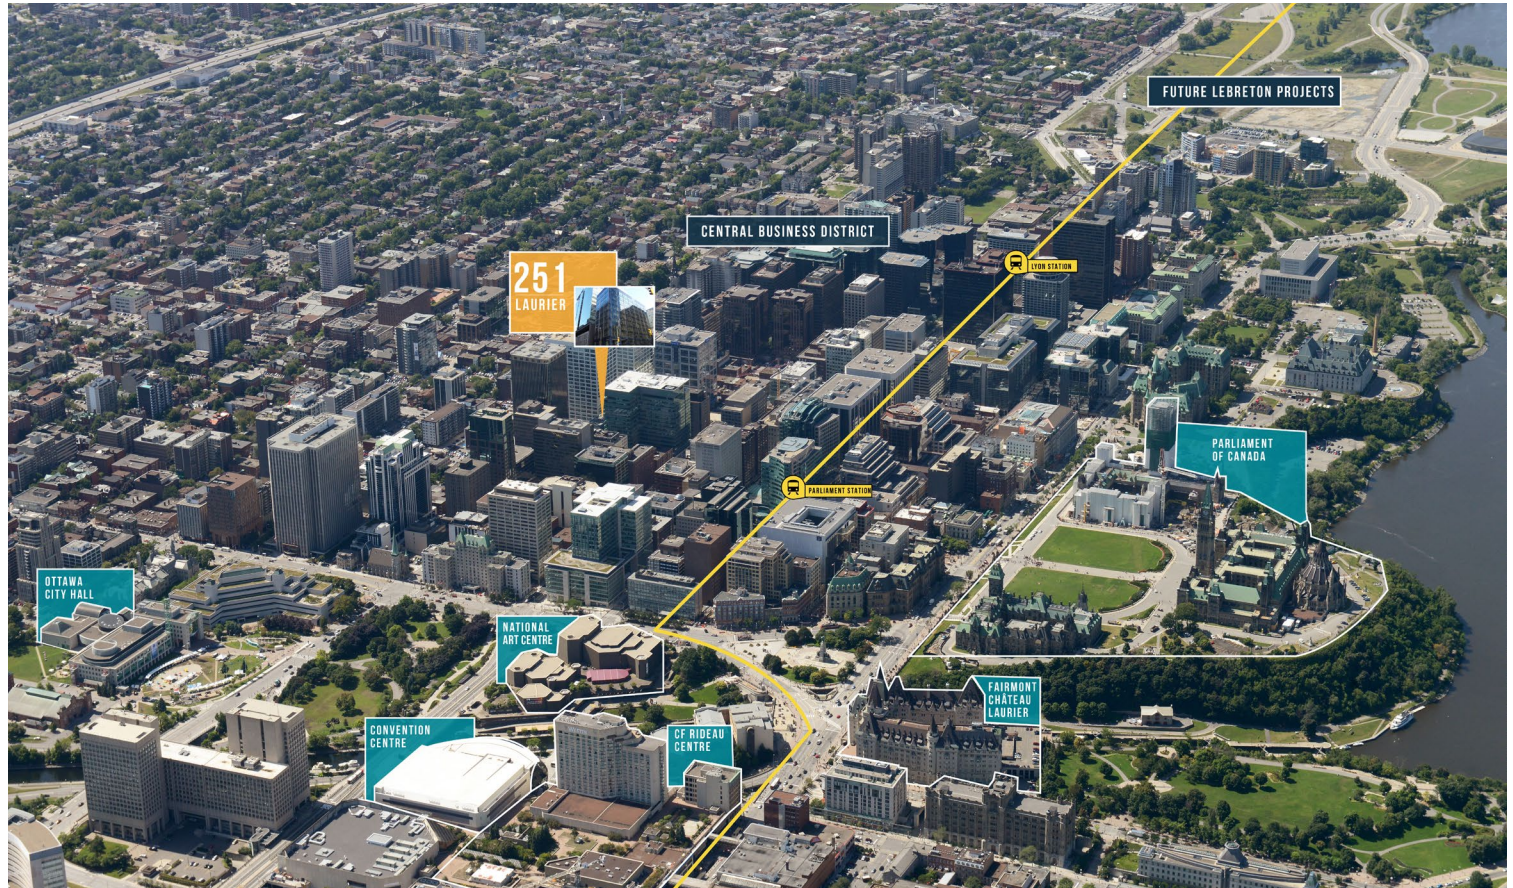 FUTURE LEBRETON PROJECTS
CENTRAL BUSINESS DISTRICT
251
LAURIER
LYON STATION
PARLIAMENT
OF CANADA
PARLIAMENT STATION
OTTAWA
CITY HALL
NATIONAL
ART CENTRE
FAIRMONT
CHÂTEAU
LAURIER
CONVENTION
CENTRE
CF RIDEAU
CENTRE